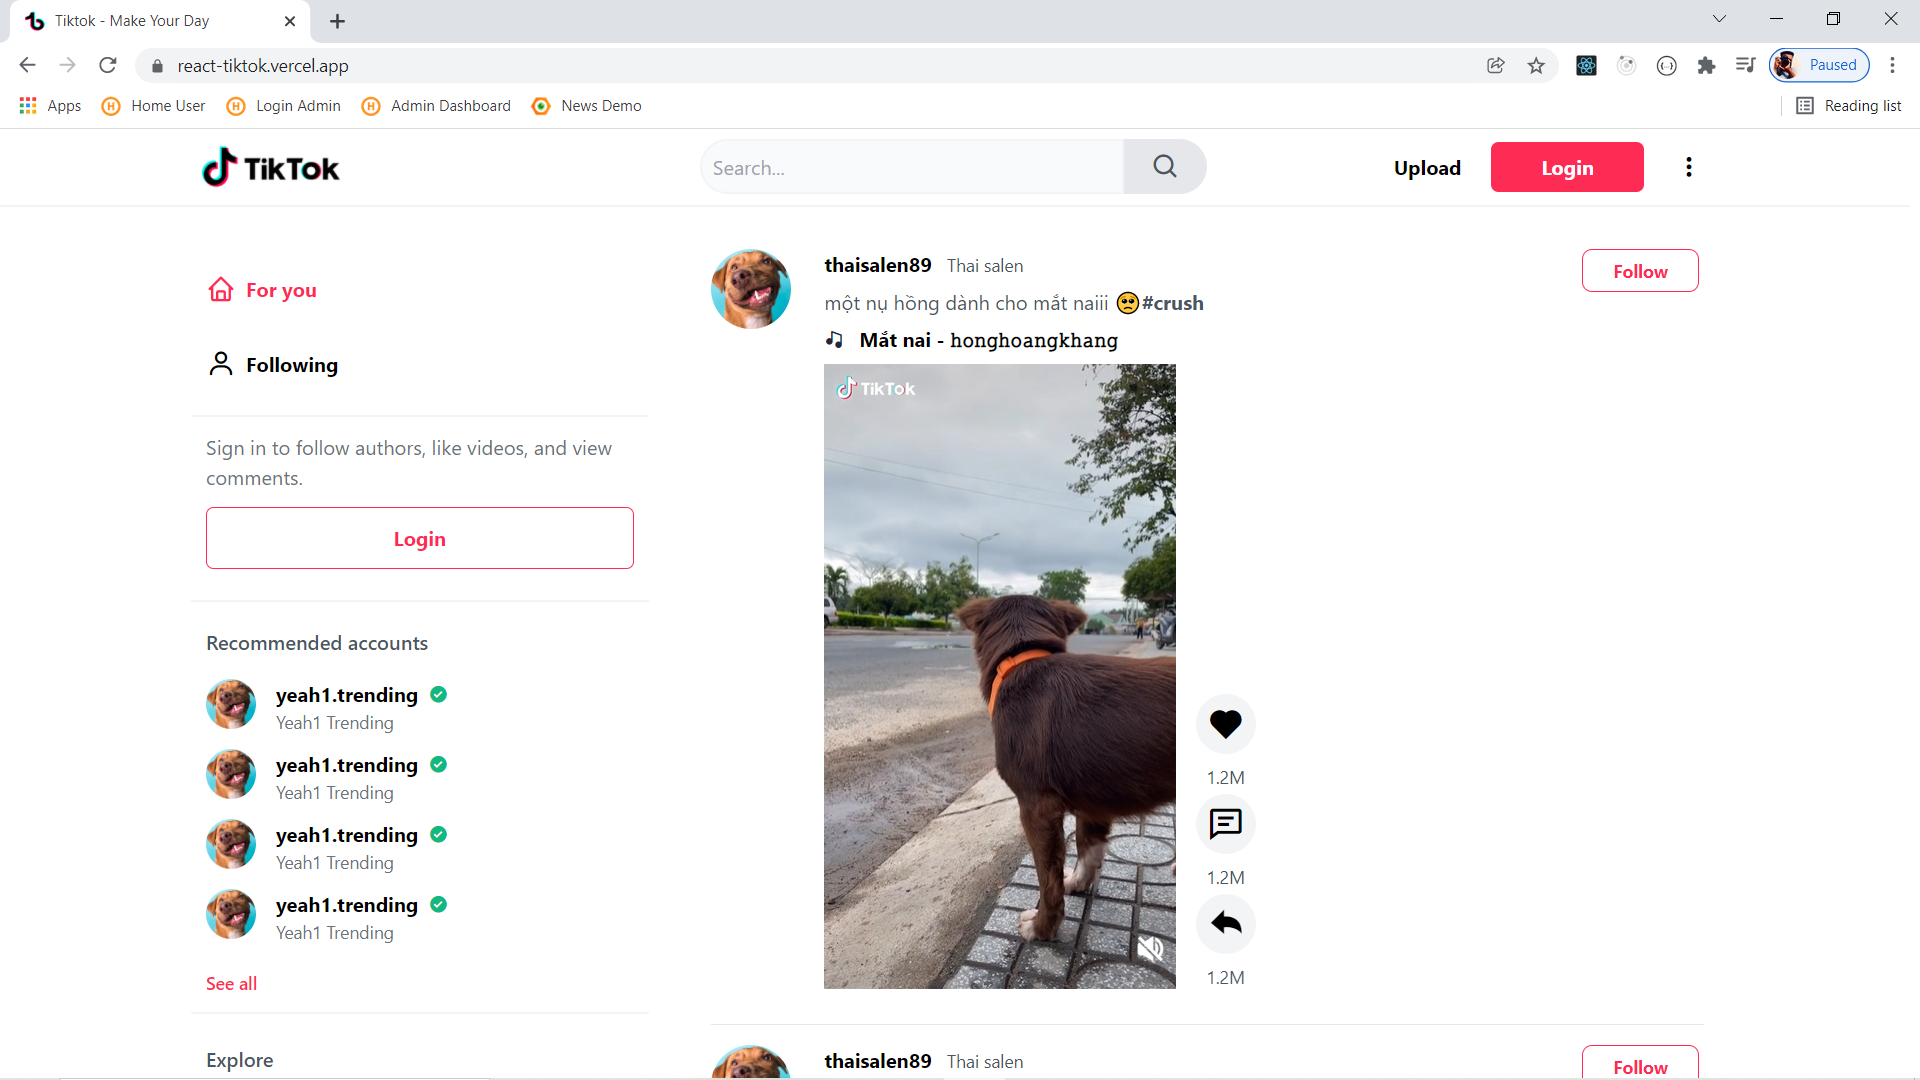 Tiktok - Make Your Day
react-tiktok.vercel.app
Paused
Apps
Home User
Login Admin
Admin Dashboard
News Demo
Reading list
TikTok
Search...
Upload
Login
For you
Following
Sign in to follow authors, like videos, and view
comments.
Login
Recommended accounts
yeah1.trending
Yeah1 Trending
yeah1.trending
Yeah1 Trending
yeah1.trending
Yeah1 Trending
yeah1.trending
Yeah1 Trending
See all
Explore
thaisalen89 Thai salen
Follow
một nụ hồng dành cho mắt naiii 🥺#crush
Mắt nai - honghoangkhang
TikTok
1.2M
1.2M
1.2M
thaisalen89 Thai salen
Follow